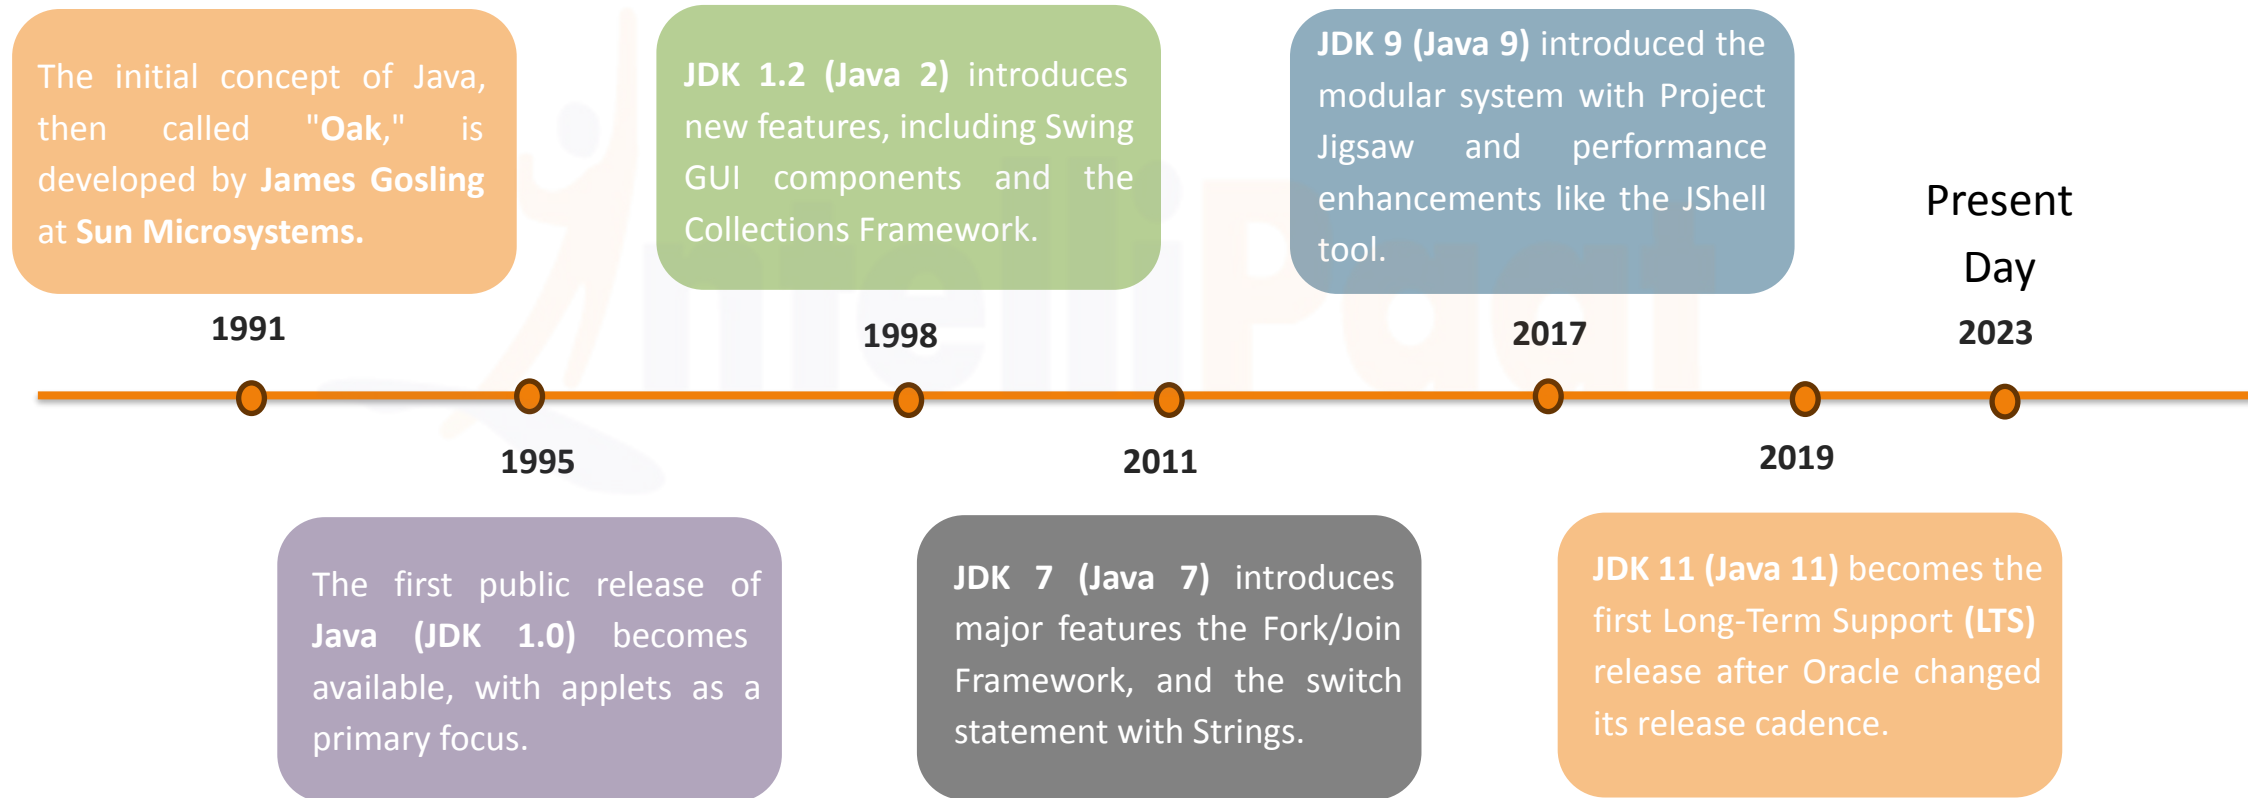 The initial concept of Java,
then called "Oak," is
developed by James Gosling
at Sun Microsystems.
JDK 1.2 (Java 2) introduces
new features, including Swing
GUI components and the
Collections Framework.
JDK 9 (Java 9) introduced the
modular system with Project
Jigsaw and performance
enhancements like the JShell
tool.
Present
Day
1991
1998
2017
2023
IntelliPaat
1995
2011
2019
The first public release of
Java (JDK 1.0) becomes
available, with applets as a
primary focus.
JDK 7 (Java 7) introduces
major features the Fork/Join
Framework, and the switch
statement with Strings.
JDK 11 (Java 11) becomes the
first Long-Term Support (LTS)
release after Oracle changed
its release cadence.